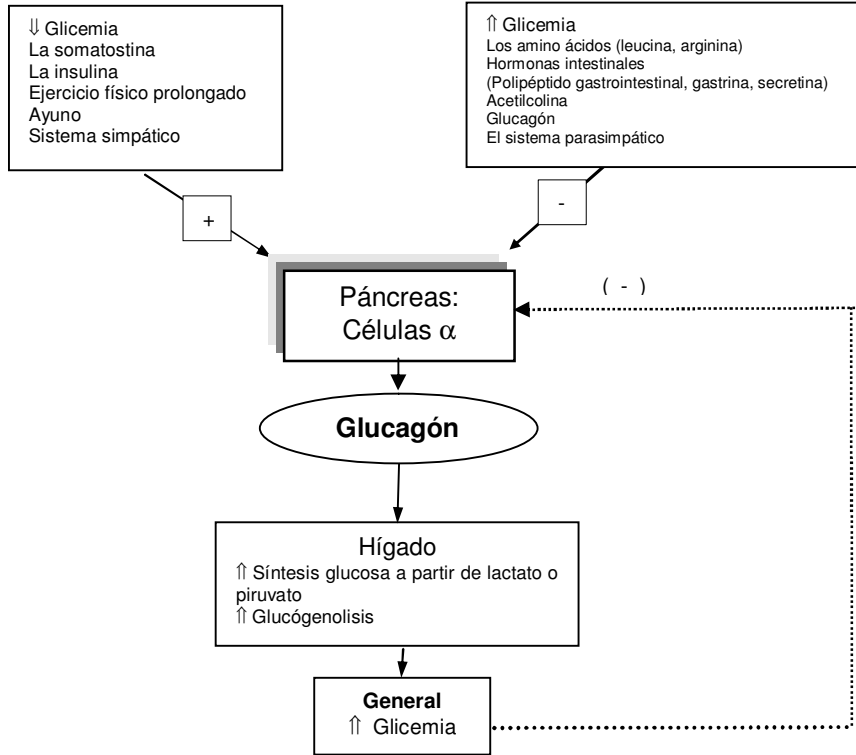 ⇓ Glicemia
La somatostina
La insulina
Ejercicio físico prolongado
Ayuno
Sistema simpático
⇑ Glicemia
Los amino ácidos (leucina, arginina)
Hormonas intestinales
(Polipéptido gastrointestinal, gastrina, secretina)
Acetilcolina
Glucagón
El sistema parasimpático
+
-
( - )
Páncreas:
Células α
Glucagón
Hígado
⇑ Síntesis glucosa a partir de lactato o
piruvato
⇑ Glucógenolisis
General
⇑ Glicemia